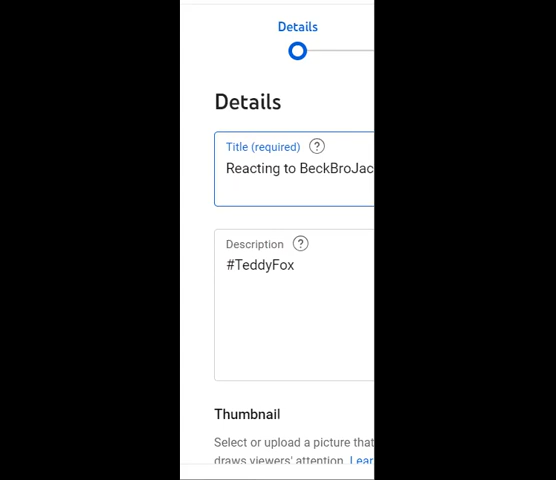 Details
Details
Title (required) ?
Reacting to BeckBroJac
Description ?
#TeddyFox
Thumbnail
Select or upload a picture that
draws viewers' attention. Lear